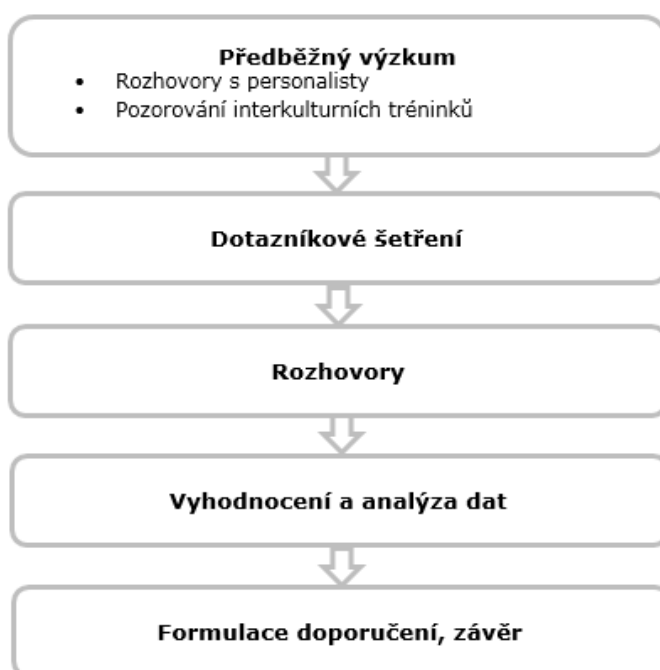 Předběžný výzkum
• Rozhovory s personalisty
• Pozorování interkulturních tréninků
Dotazníkové šetření
Rozhovory
Vyhodnocení a analýza dat
Formulace doporučení, závěr